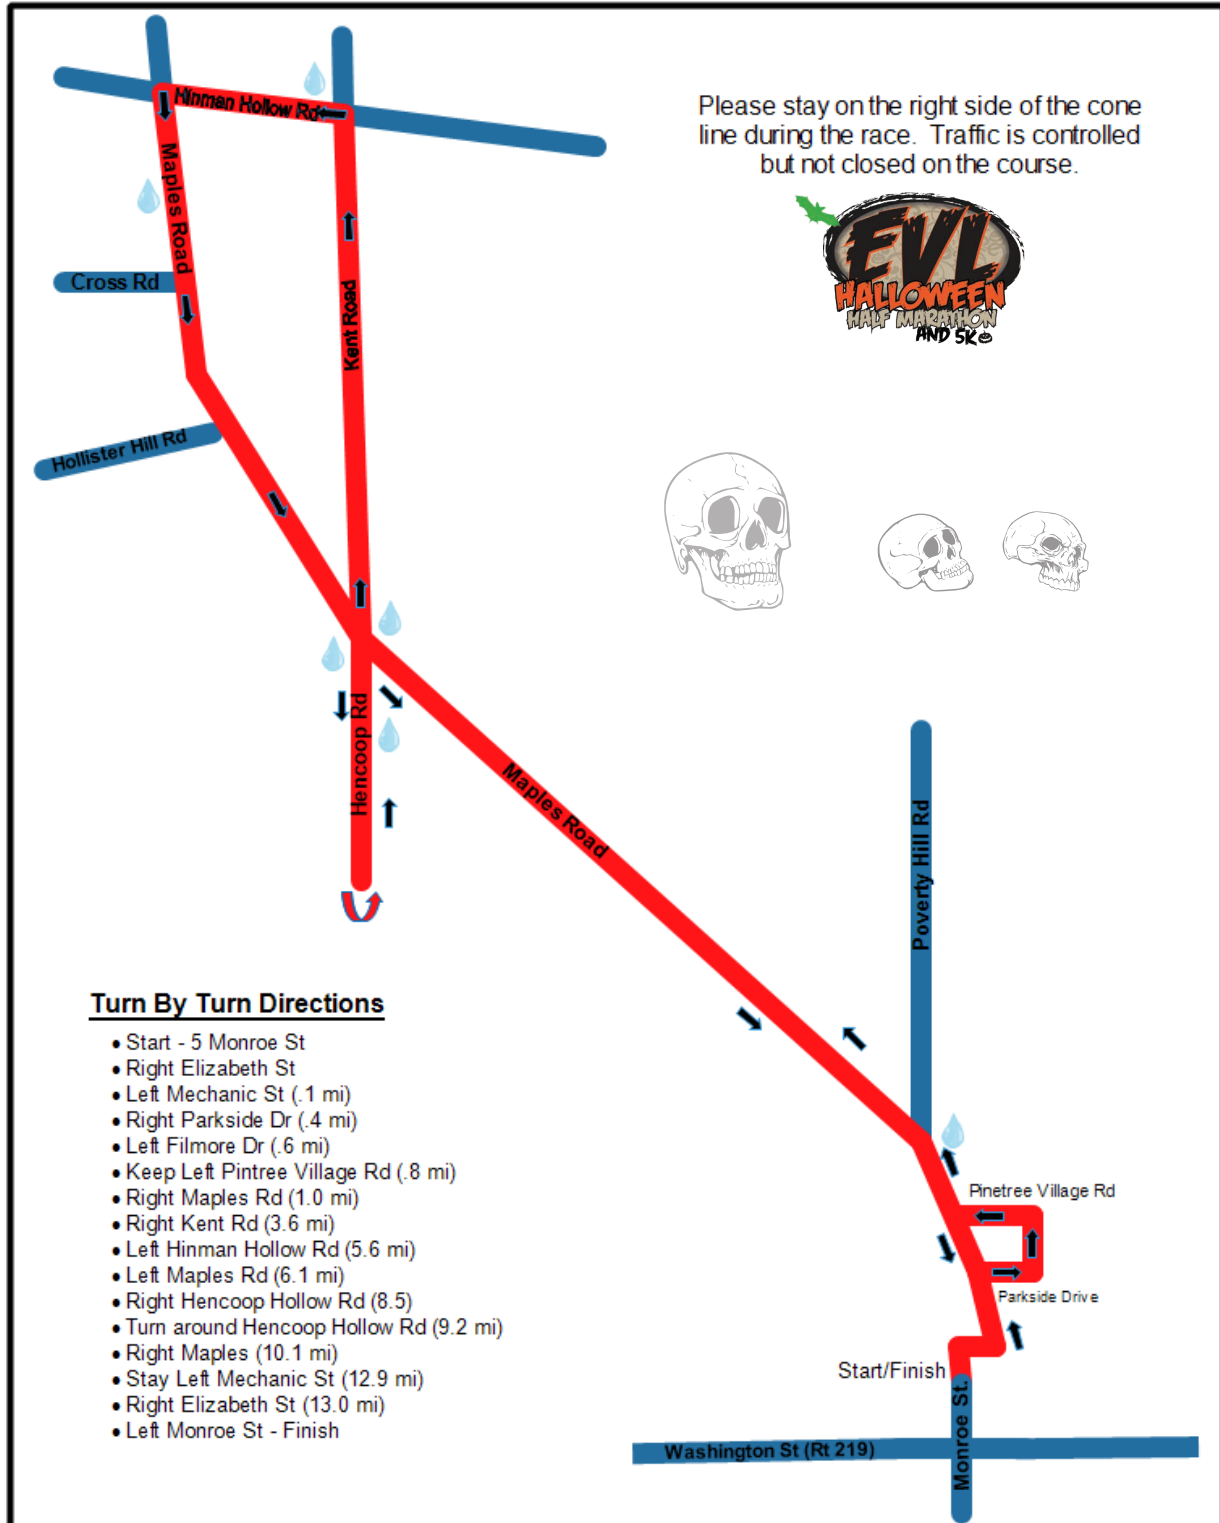 Hinman Hollow Rd
Please stay on the right side of the cone
line during the race. Traffic is controlled
but not closed on the course.
Maples Road
EVL
HALLOWEEN
HALF MARATHON
AND 5K
Cross Rd
Kent Road
Hollister Hill Rd
Hencoop Rd
Maples Road
Poverty Hill Rd
Turn By Turn Directions
• Start - 5 Monroe St
• Right Elizabeth St
• Left Mechanic St (.1 mi)
• Right Parkside Dr (.4 mi)
• Left Filmore Dr (.6 mi)
• Keep Left Pintree Village Rd (.8 mi)
• Right Maples Rd (1.0 mi)
• Right Kent Rd (3.6 mi)
• Left Hinman Hollow Rd (5.6 mi)
• Left Maples Rd (6.1 mi)
• Right Hencoop Hollow Rd (8.5)
• Turn around Hencoop Hollow Rd (9.2 mi)
• Right Maples (10.1 mi)
• Stay Left Mechanic St (12.9 mi)
• Right Elizabeth St (13.0 mi)
• Left Monroe St - Finish
Pinetree Village Rd
Parkside Drive
Start/Finish
Monroe St.
Washington St (Rt 219)